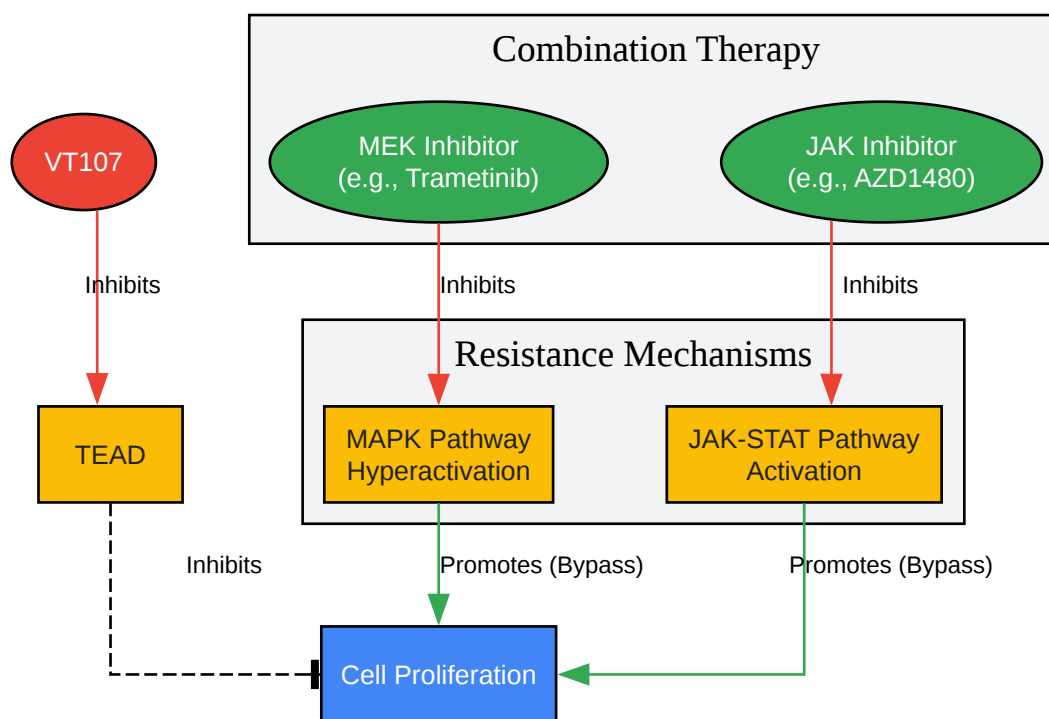 Combination Therapy
VT107
MEK Inhibitor
(e.g., Trametinib)
JAK Inhibitor
(e.g., AZD1480)
Inhibits
Inhibits
Inhibits
Resistance Mechanisms
TEAD
MAPK Pathway
Hyperactivation
JAK-STAT Pathway
Activation
Inhibits
Promotes (Bypass)
Promotes (Bypass)
Cell Proliferation